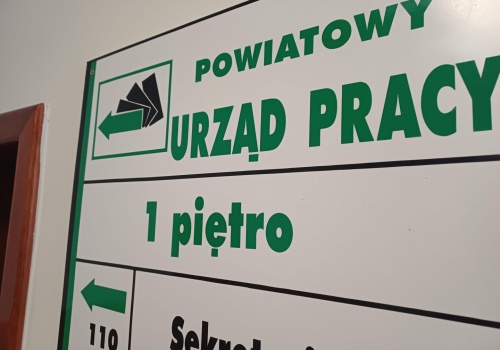 POWIATOWY
URZĄD PRACY
1 piętro
110